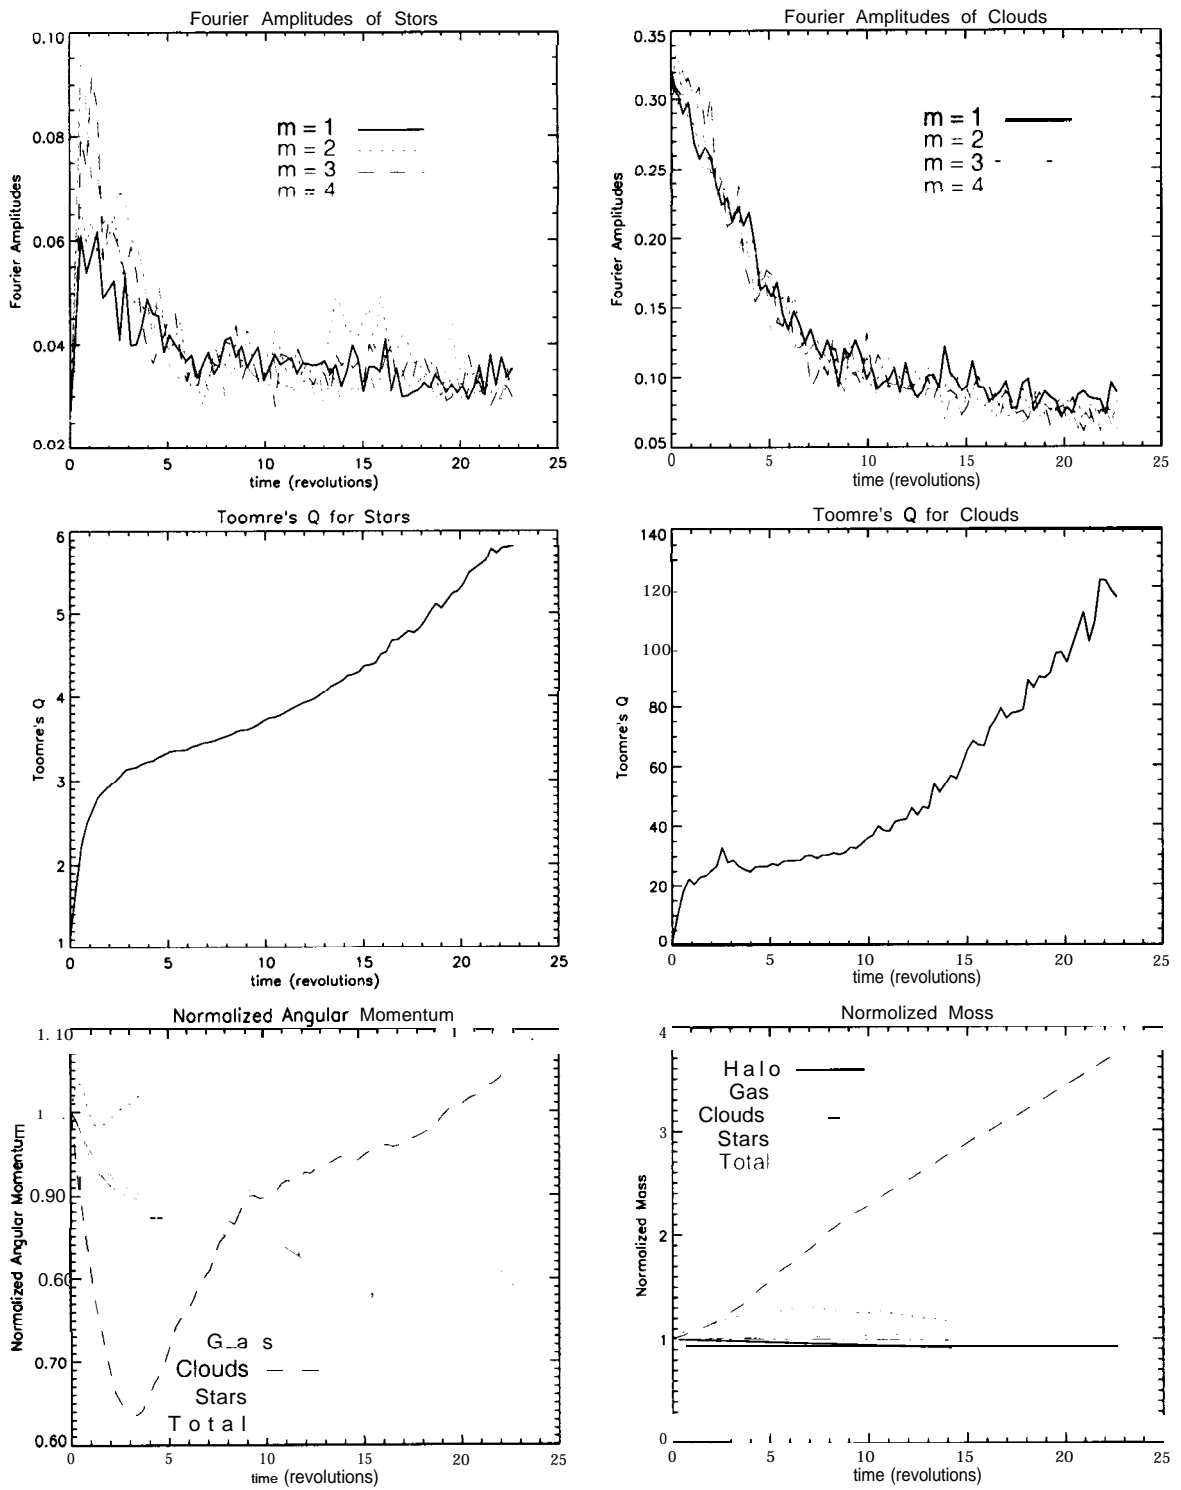 Fourier Amplitudes of Stors
0.10
0.08
0.06
0.04
0.02
Fourier Amplitudes
m = 1
m = 2
m = 3
m = 4
0 5 10 15 20 25
time (revolutions)
Fourier Amplitudes of Clouds
0.35
0.30
0.25
0.20
0.15
0.10
0.05
Fourier Amplitudes
m = 1
m = 2
m = 3
m = 4
0 5 10 15 20 25
time (revolutions)
Toomre's Q for Stars
6
5
4
3
2
1
Toomre's Q
0 5 10 15 20 25
time (revolutions)
Toomre's Q for Clouds
140
120
100
80
60
40
20
0
Toomre's Q
0 5 10 15 20 25
time (revolutions)
Normalized Angular Momentum
1.10
1
0.90
0.60
0.70
0.60
Normalized Angular Momentum
Gas
Clouds
Stars
Total
0 5 10 15 20 25
time (revolutions)
Normalized Moss
4
3
2
1
0
Normalized Mass
Halo
Gas
Clouds
Stars
Total
0 5 10 15 20 25
time (revolutions)